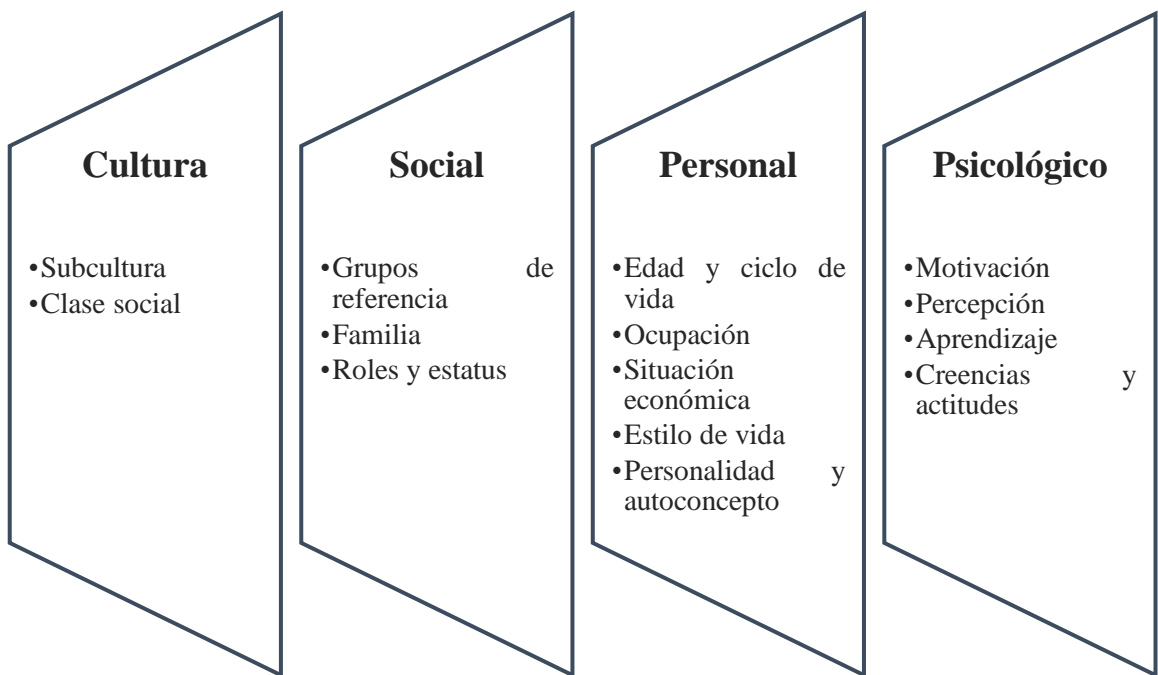 Cultura
•Subcultura
•Clase social
Social
•Grupos de
referencia
•Familia
•Roles y estatus
Personal
•Edad y ciclo de
vida
•Ocupación
•Situación
económica
•Estilo de vida
•Personalidad y
autoconcepto
Psicológico
•Motivación
•Percepción
•Aprendizaje
•Creencias y
actitudes